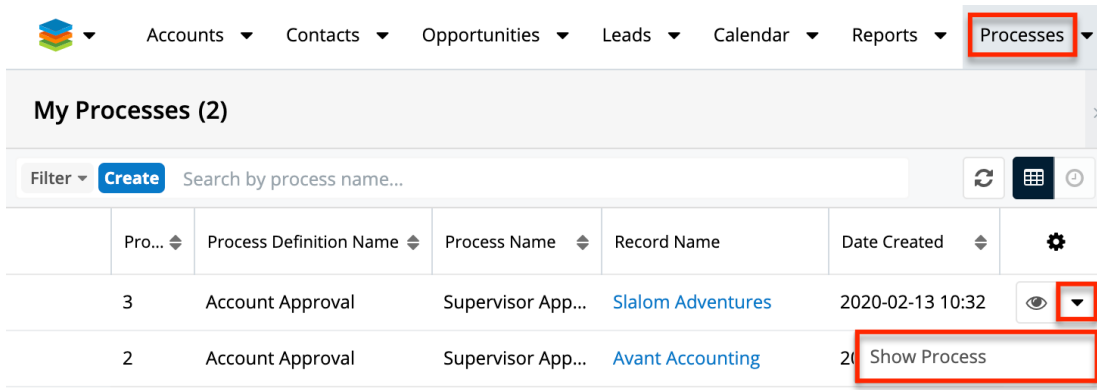 Accounts Contacts Opportunities Leads Calendar Reports Processes
My Processes (2)
Filter Create Search by process name...
Pro... Process Definition Name Process Name Record Name Date Created
3 Account Approval Supervisor App... Slalom Adventures 2020-02-13 10:32
2 Account Approval Supervisor App... Avant Accounting 20
Show Process